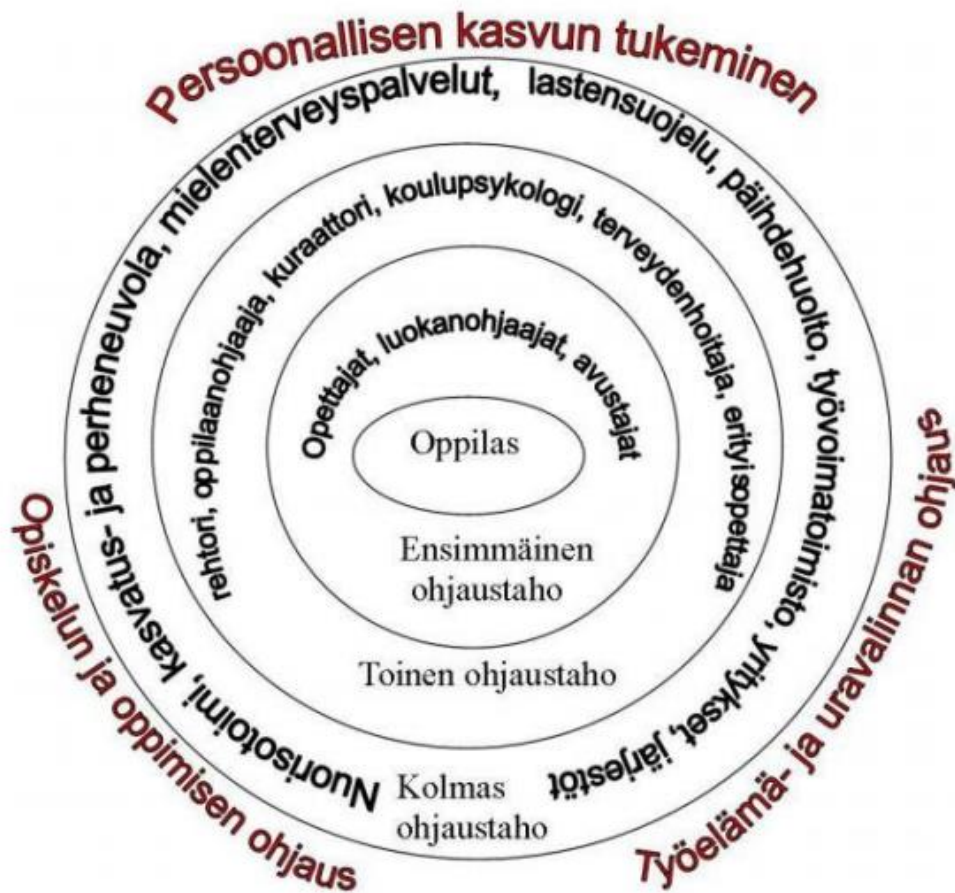 Persoonallisen kasvun tukeminen
Nuorisotoimi, kasvatus- ja perheneuvola, mielenterveyspalvelut, lastensuojelu, päihdehuolto, työvoimatoimisto, yritykset, järjestöt
rehtori, oppilaanohjaaja, kuraattori, koulupsykologi, terveydenhoitaja, erityisopettaja
Opettajat, luokanohjaajat, avustajat
Oppilas
Ensimmäinen
ohjaustaho
Toinen ohjaustaho
Kolmas
ohjaustaho
Opiskelun ja oppimisen ohjaus
Työelämä- ja uravalinnan ohjaus